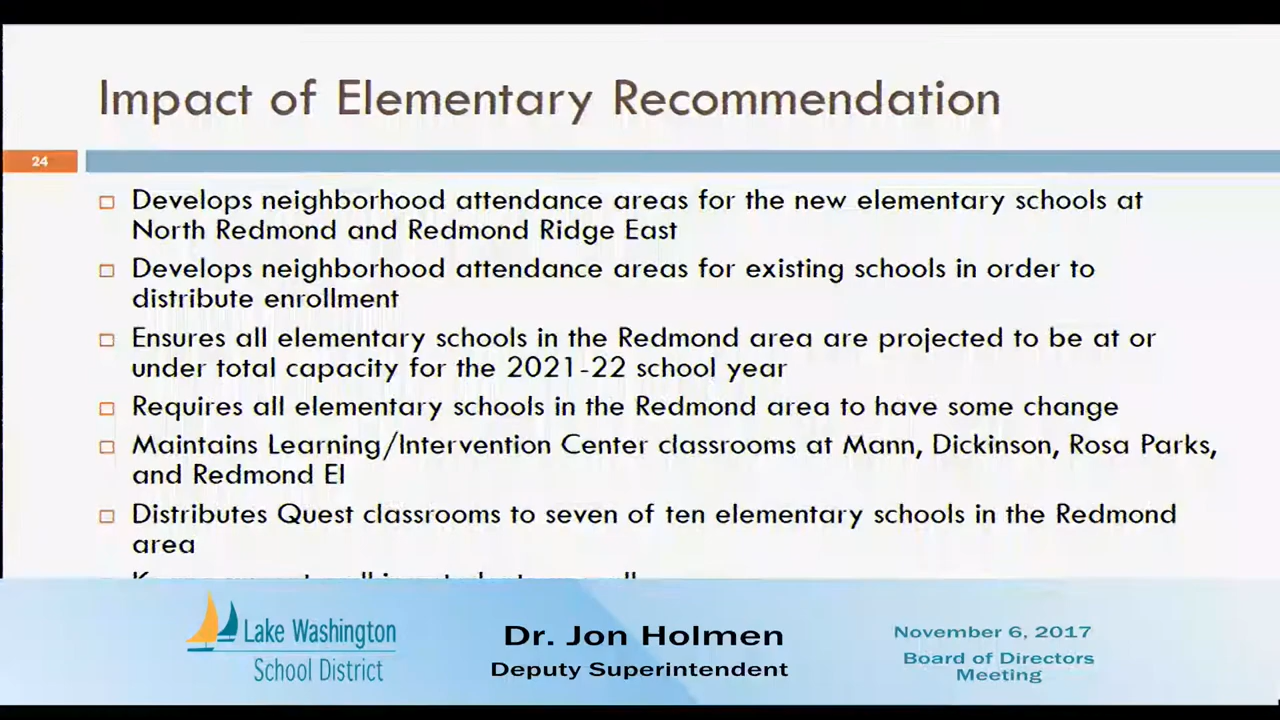 Impact of Elementary Recommendation
24
Develops neighborhood attendance areas for the new elementary schools at
North Redmond and Redmond Ridge East
Develops neighborhood attendance areas for existing schools in order to
distribute enrollment
Ensures all elementary schools in the Redmond area are projected to be at or
under total capacity for the 2021-22 school year
Requires all elementary schools in the Redmond area to have some change
Maintains Learning/Intervention Center classrooms at Mann, Dickinson, Rosa Parks,
and Redmond El
Distributes Quest classrooms to seven of ten elementary schools in the Redmond
area
Lake Washington
School District
Dr. Jon Holmen
Deputy Superintendent
November 6, 2017
Board of Directors
Meeting